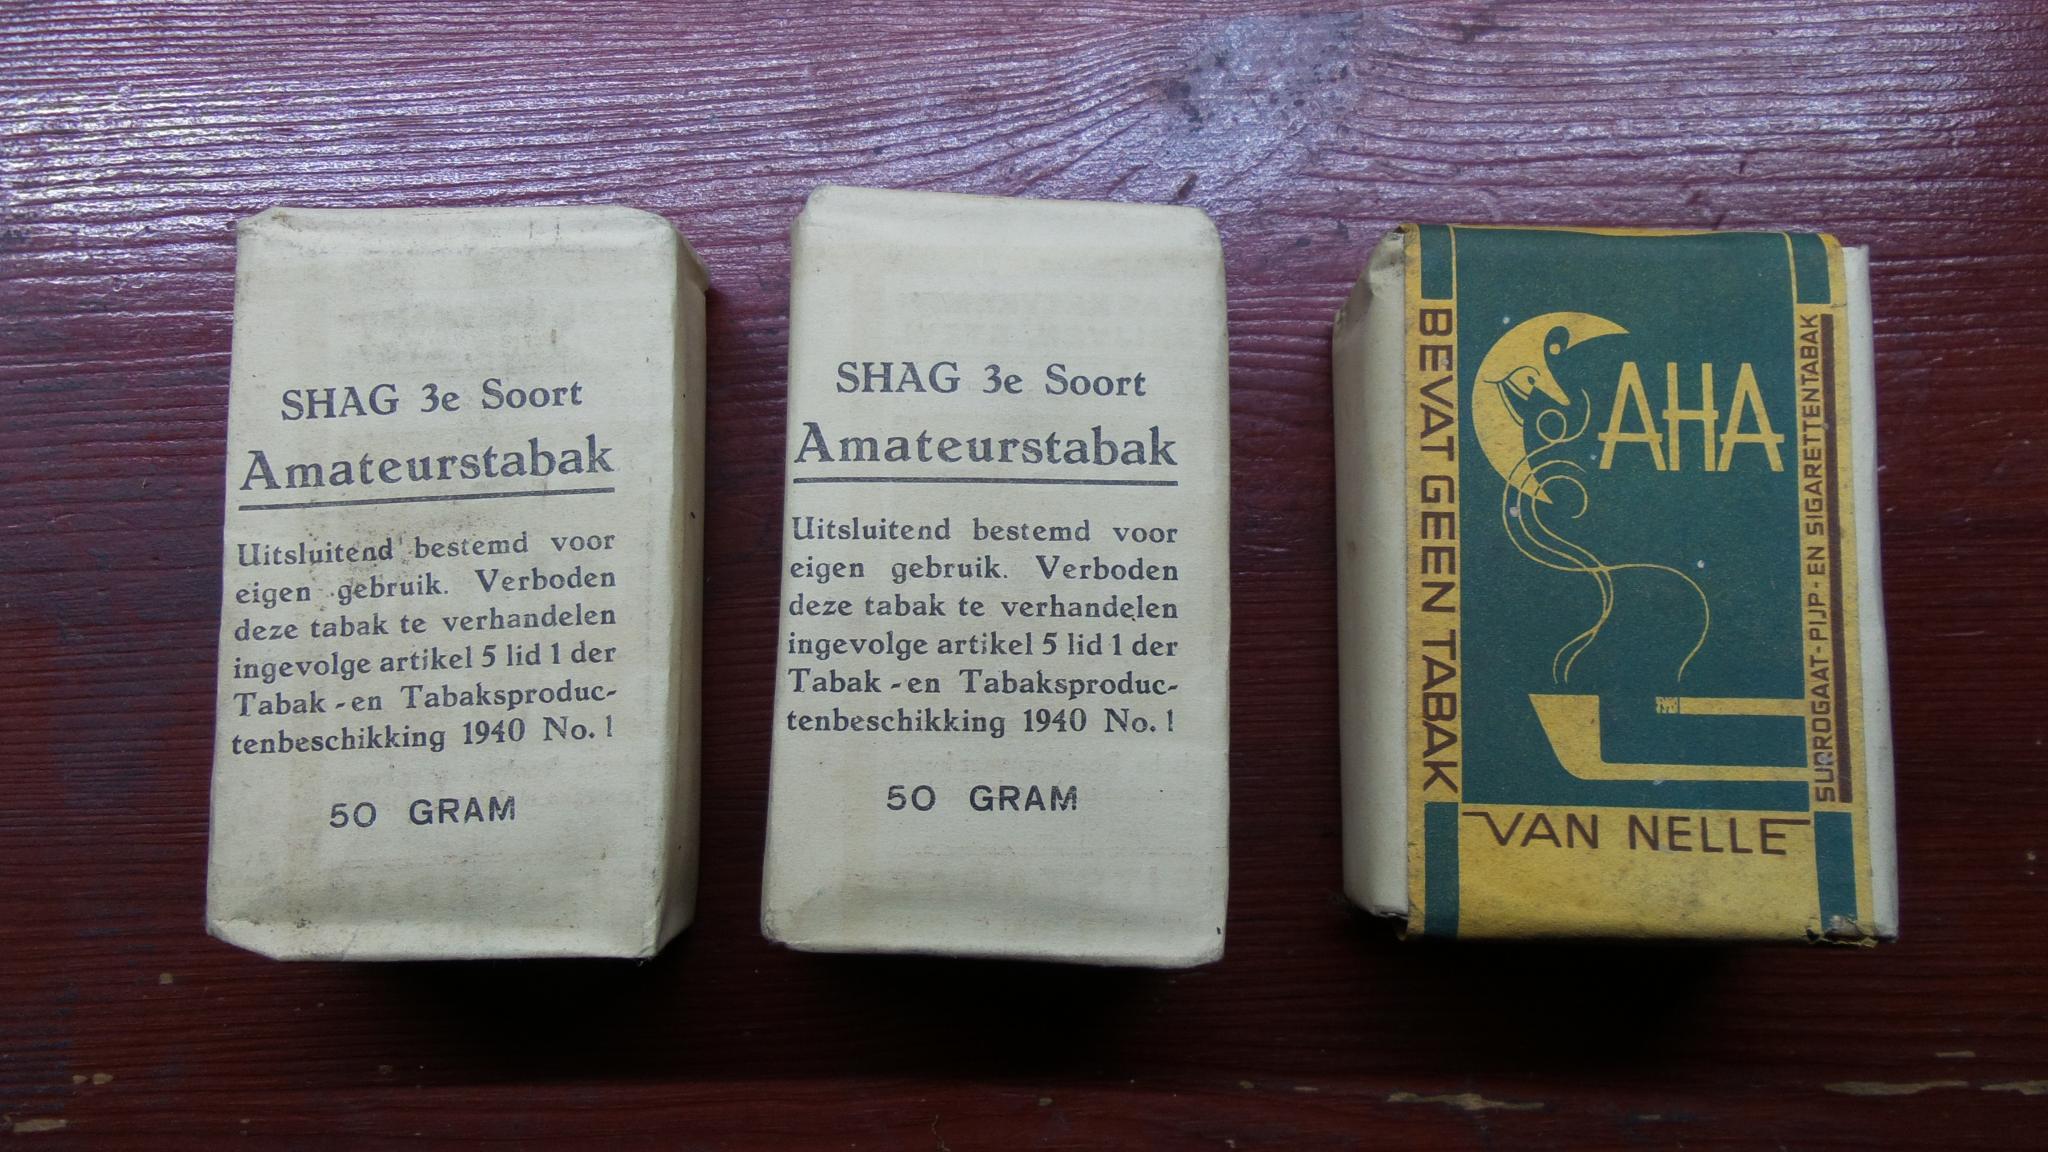 SHAG 3e Soort
Amateurstabak
Uitsluitend bestemd voor
eigen gebruik. Verboden
deze tabak te verhandelen
ingevolge artikel 5 lid 1 der
Tabak-en Tabaksproduc-
tenbeschikking 1940 No. 1
50 GRAM
SHAG 3e Soort
Amateurstabak
Uitsluitend bestemd voor
eigen gebruik. Verboden
deze tabak te verhandelen
ingevolge artikel 5 lid 1 der
Tabak-en Tabaksproduc-
tenbeschikking 1940 No. 1
50 GRAM
BEVAT GEEN TABAK
AHA
SURROGAAT-PIJP- EN SIGARETTENTABAK
VAN NELLE